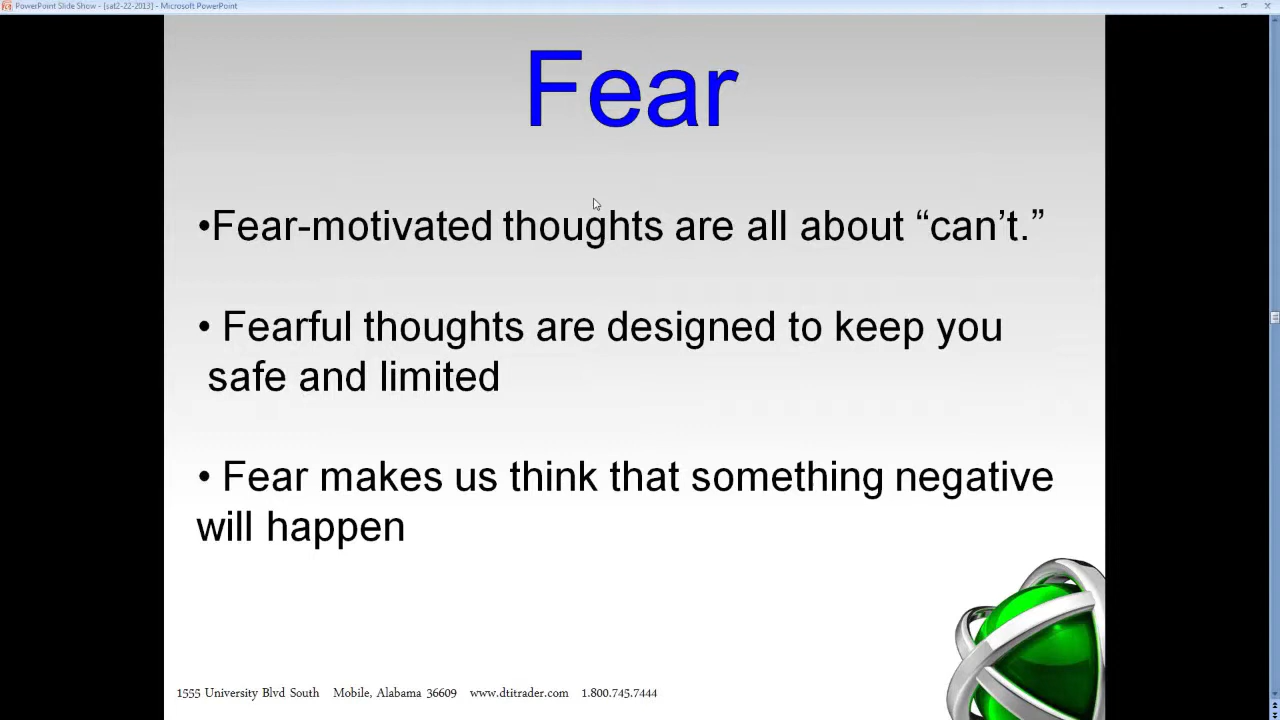 PowerPoint Slide Show - [sat2-22-2013] - Microsoft PowerPoint
Fear
•Fear-motivated thoughts are all about “can’t.”
• Fearful thoughts are designed to keep you
safe and limited
• Fear makes us think that something negative
will happen
1555 University Blvd South Mobile, Alabama 36609 www.dtitrader.com 1.800.745.7444